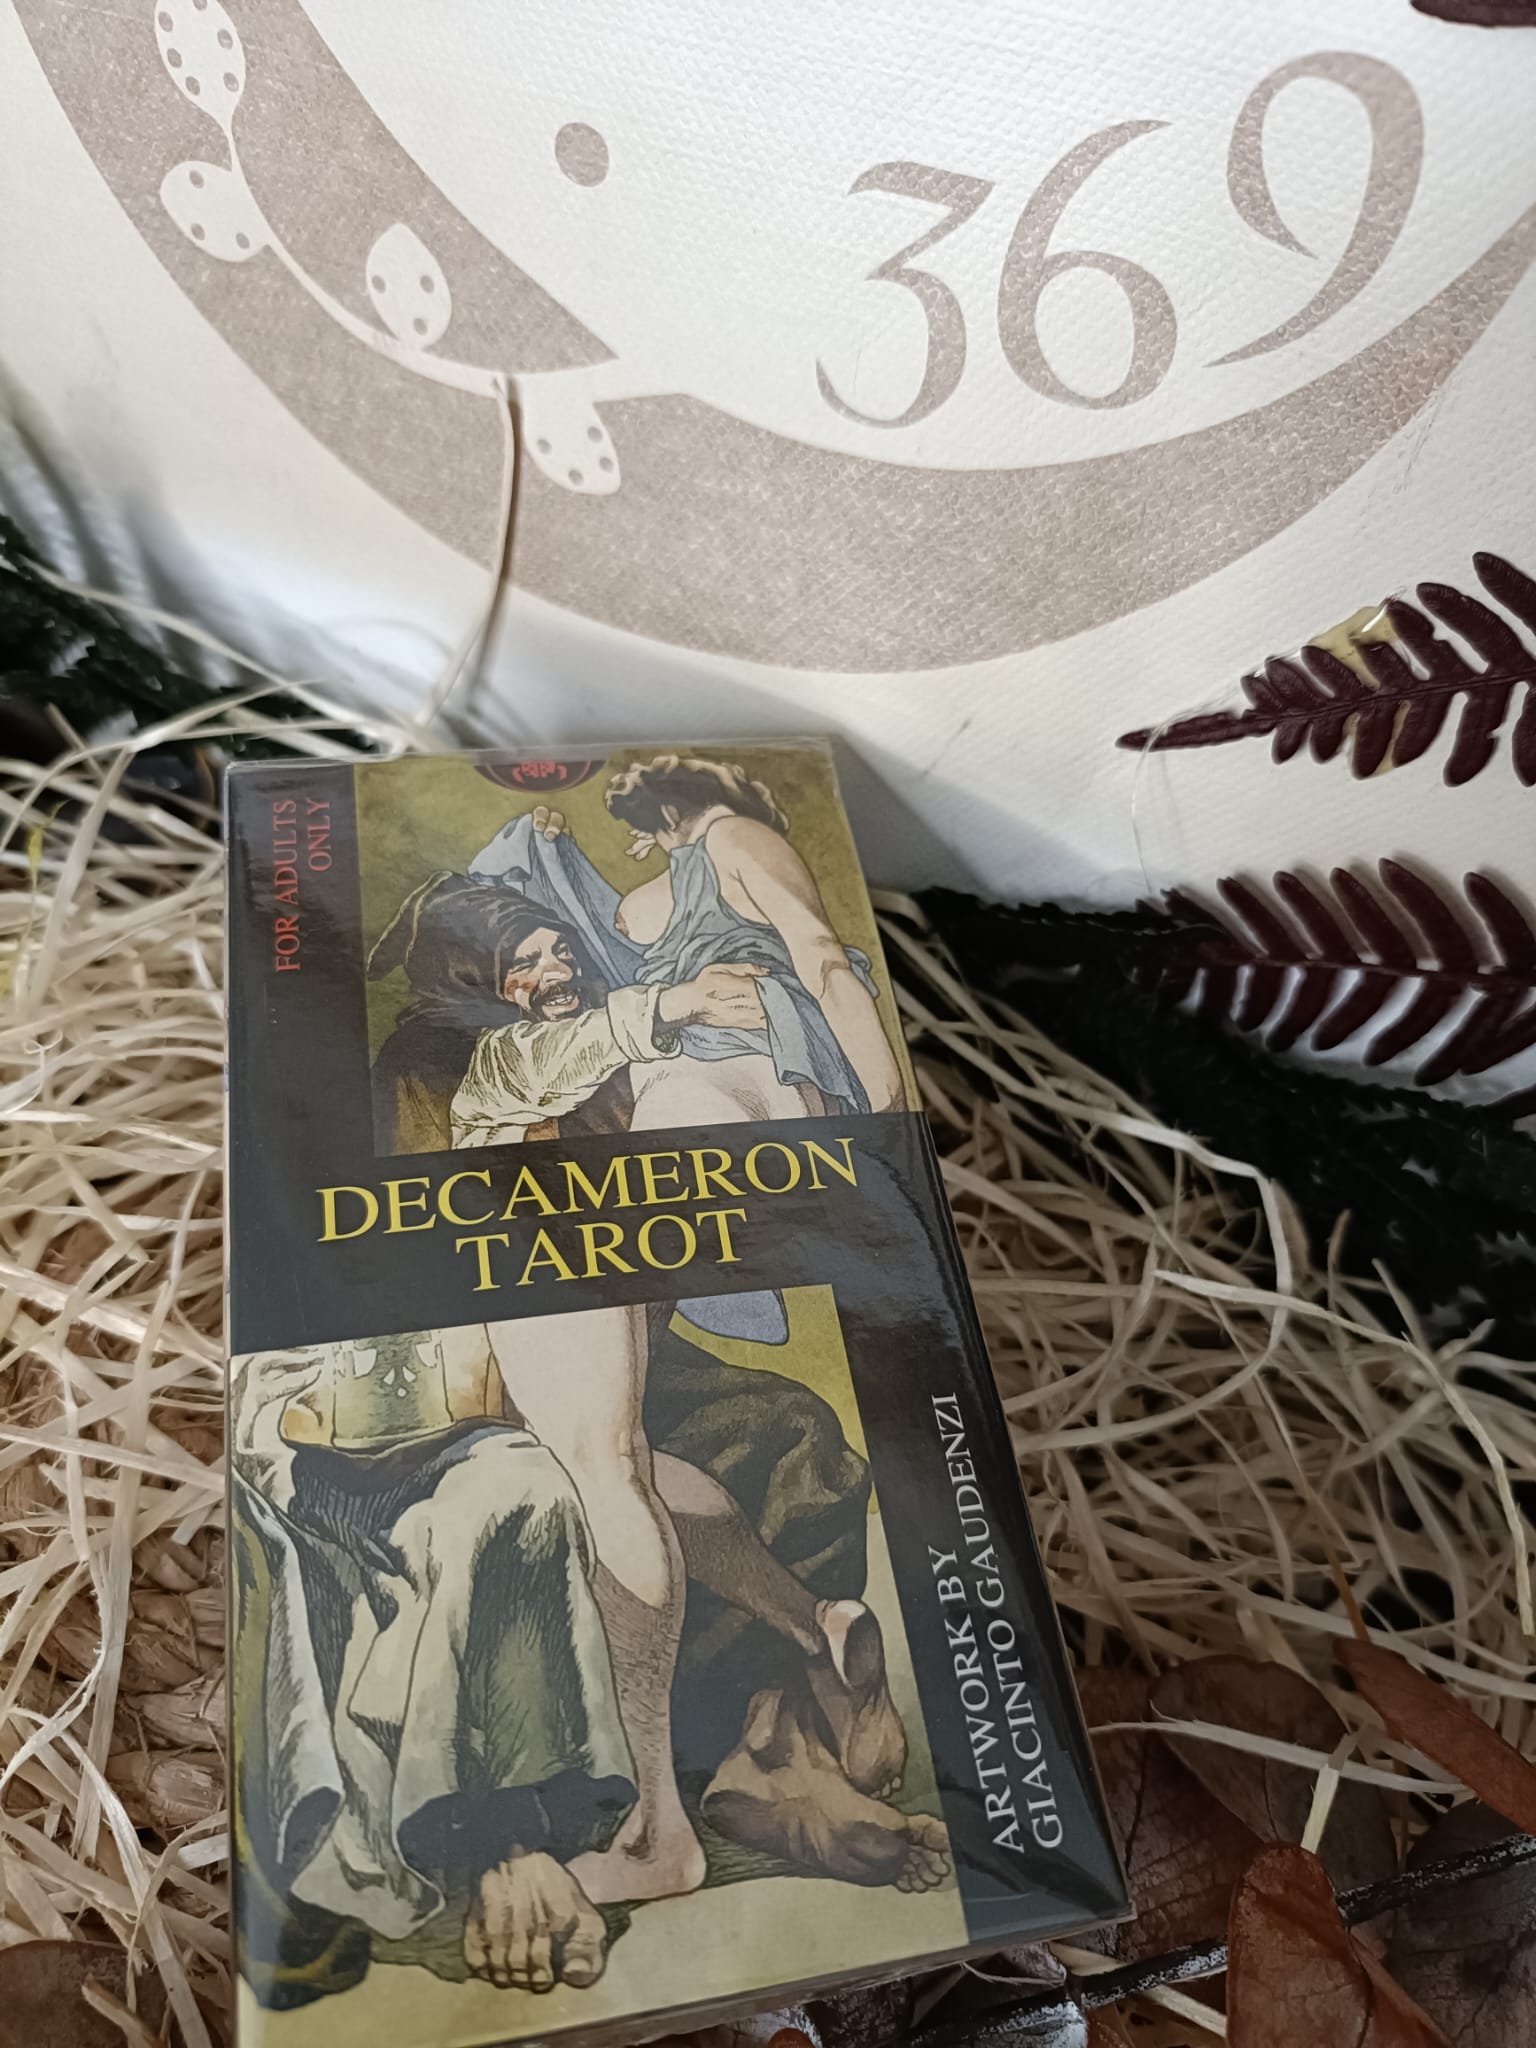 369
FOR ADULTS
ONLY
DECAMERON
TAROT
ARTWORK BY
GIACINTO GAUDENZI